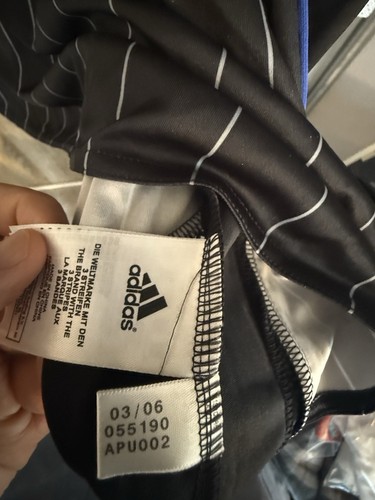 adidas
DIE WELTMARKE MIT DEN
3 STREIFEN
THE BRAND WITH THE
3 STRIPES
LA MARQUE AUX
3 BANDES
03/06
055190
APU002